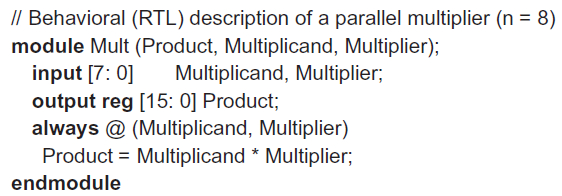 // Behavioral (RTL) description of a parallel multiplier (n = 8)
module Mult (Product, Multiplicand, Multiplier);
input [7: 0] Multiplicand, Multiplier;
output reg [15: 0] Product;
always @ (Multiplicand, Multiplier)
Product = Multiplicand * Multiplier;
endmodule